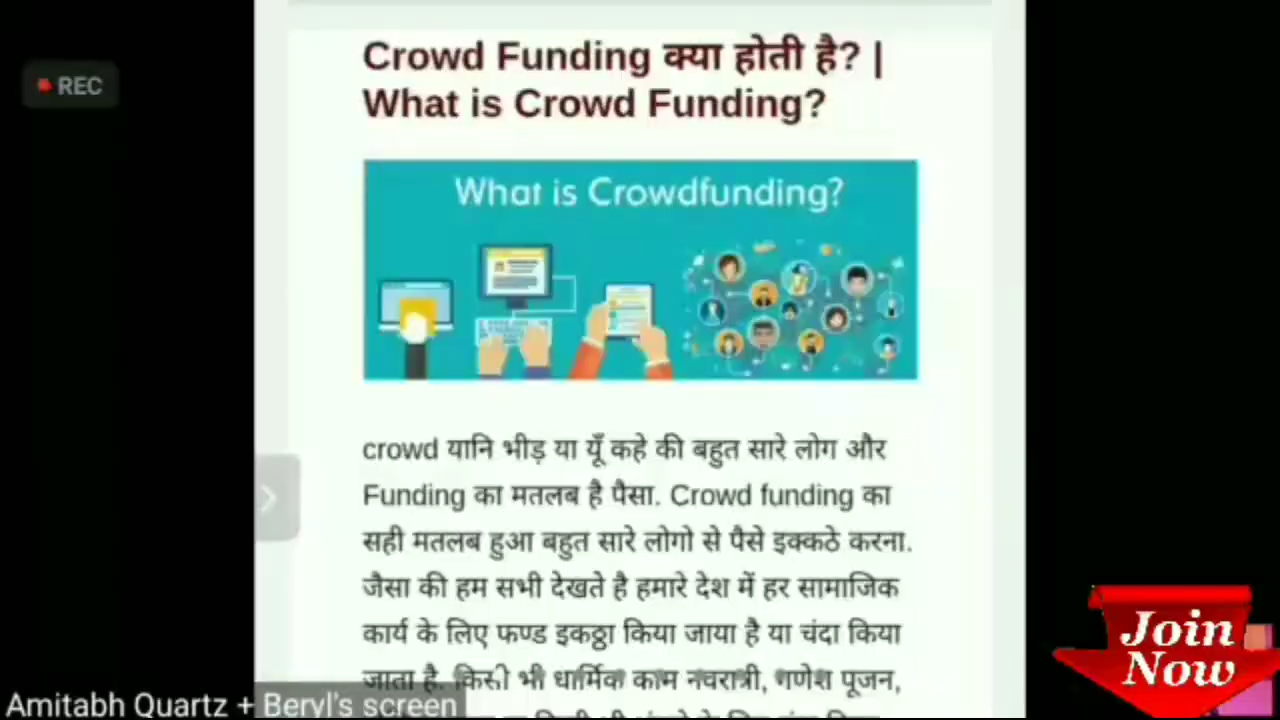 REC
Crowd Funding क्या होती है? |
What is Crowd Funding?
What is Crowdfunding?
crowd यानि भीड़ या यूँ कहे की बहुत सारे लोग और
Funding का मतलब है पैसा. Crowd funding का
सही मतलब हुआ बहुत सारे लोगो से पैसे इक्कठे करना.
जैसा की हम सभी देखते है हमारे देश में हर सामाजिक
कार्य के लिए फण्ड इकठ्ठा किया जाया है या चंदा किया
जाता है. किसी भी धार्मिक काम नवरात्री, गणेश पूजन,
Join
Now
Amitabh Quartz + Beryl's screen